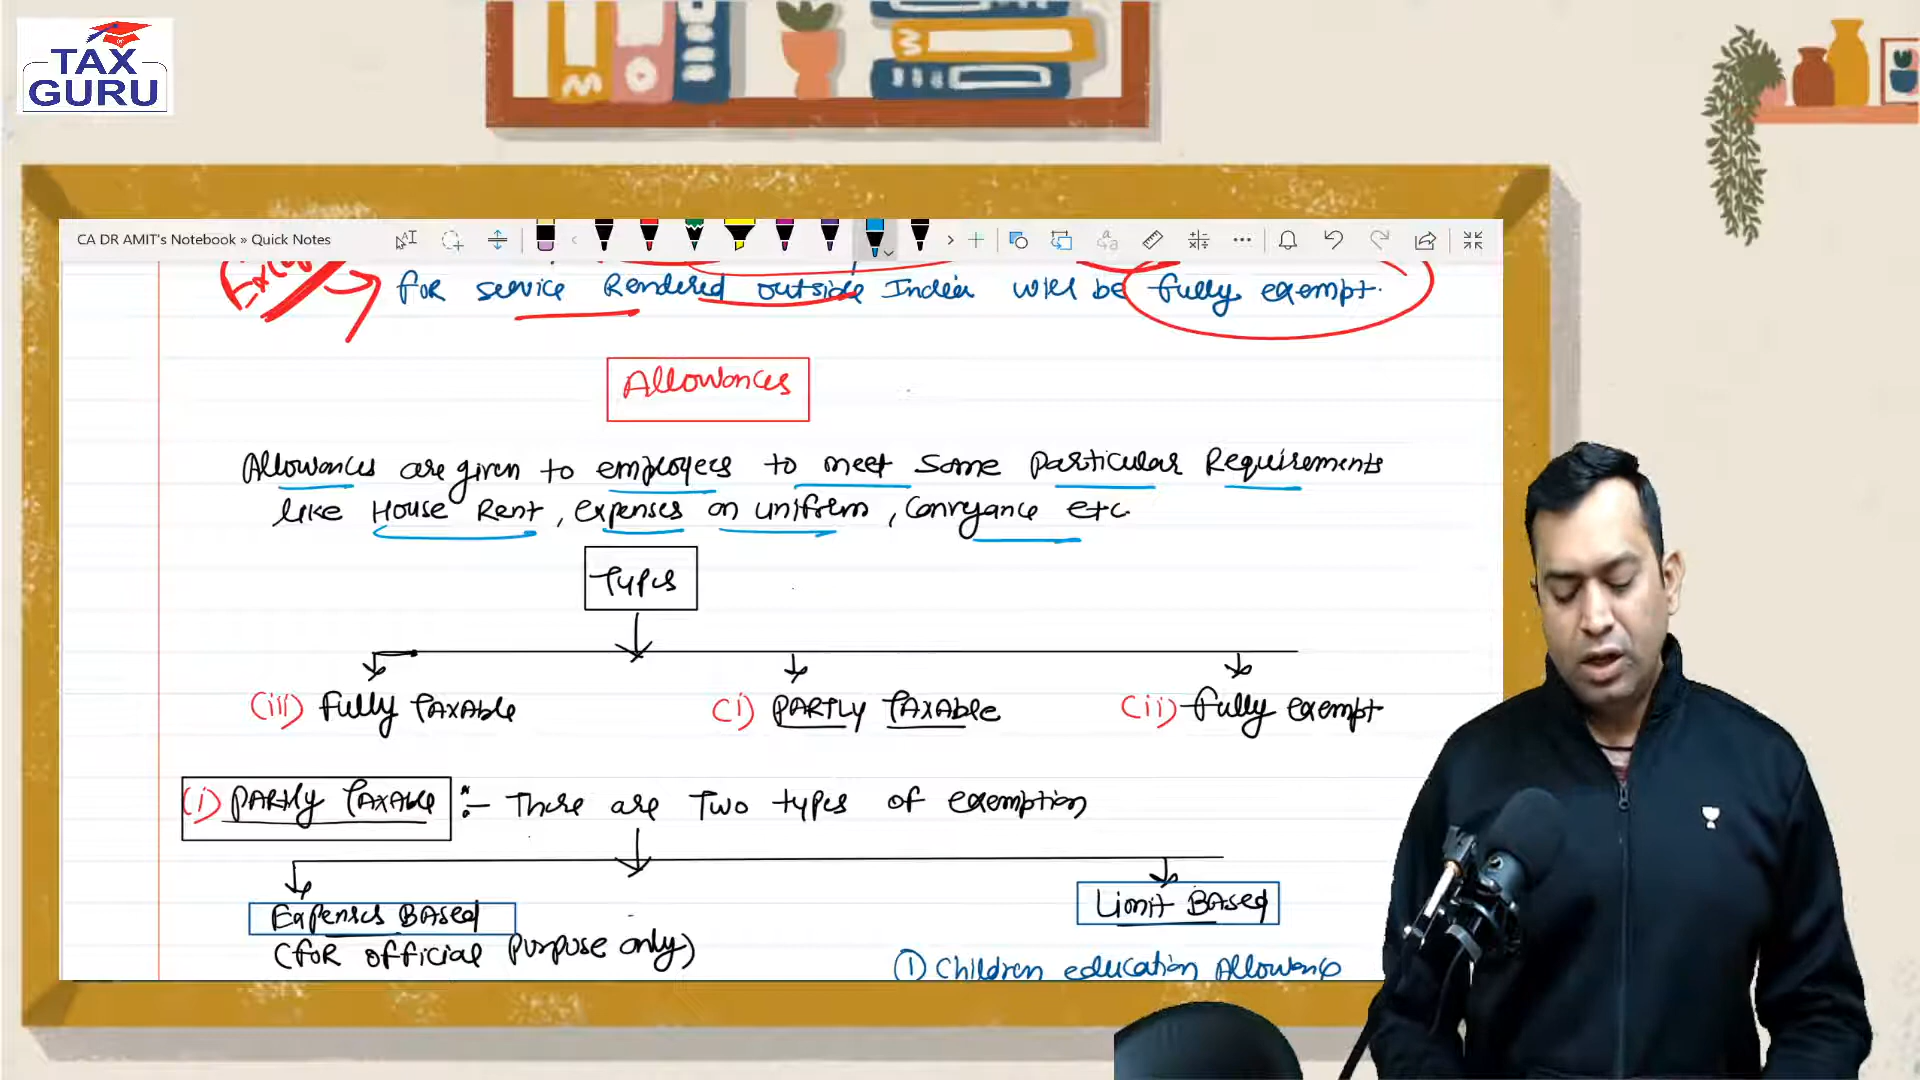 TAX
GURU
CA DR AMIT's Notebook » Quick Notes
for service Rendered outside India will be fully exempt.
Allowances
Allowances are given to employees to meet some particular Requirements
like House Rent, expenses on uniform, Conveyance etc.
Types
(iii) Fully TAXABle (i) PARTLY TAXABle (ii) Fully exempt
(i) PARTLY TAXABLE :- There are Two types of exemption
Expenses BAsed Limit BAsed
(for official purpose only)
① Children education Allowance